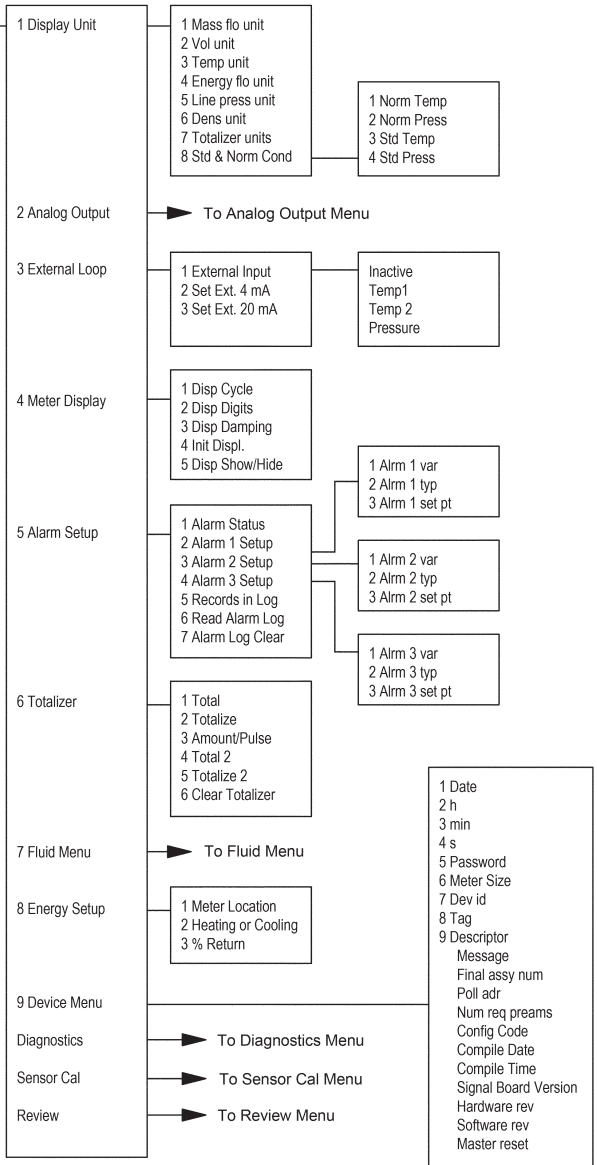 1 Display Unit
1 Mass flo unit
2 Vol unit
3 Temp unit
4 Energy flo unit
5 Line press unit
6 Dens unit
7 Totalizer units
8 Std & Norm Cond
1 Norm Temp
2 Norm Press
3 Std Temp
4 Std Press
2 Analog Output
To Analog Output Menu
3 External Loop
1 External Input
2 Set Ext. 4 mA
3 Set Ext. 20 mA
Inactive
Temp1
Temp 2
Pressure
4 Meter Display
1 Disp Cycle
2 Disp Digits
3 Disp Damping
4 Init Displ.
5 Disp Show/Hide
5 Alarm Setup
1 Alarm Status
2 Alarm 1 Setup
3 Alarm 2 Setup
4 Alarm 3 Setup
5 Records in Log
6 Read Alarm Log
7 Alarm Log Clear
1 Alrm 1 var
2 Alrm 1 typ
3 Alrm 1 set pt
1 Alrm 2 var
2 Alrm 2 typ
3 Alrm 2 set pt
1 Alrm 3 var
2 Alrm 3 typ
3 Alrm 3 set pt
6 Totalizer
1 Total
2 Totalize
3 Amount/Pulse
4 Total 2
5 Totalize 2
6 Clear Totalizer
7 Fluid Menu
To Fluid Menu
8 Energy Setup
1 Meter Location
2 Heating or Cooling
3 % Return
9 Device Menu
1 Date
2 h
3 min
4 s
5 Password
6 Meter Size
7 Dev id
8 Tag
9 Descriptor
Message
Final assy num
Poll adr
Num req preams
Config Code
Compile Date
Compile Time
Signal Board Version
Hardware rev
Software rev
Master reset
Diagnostics
To Diagnostics Menu
Sensor Cal
To Sensor Cal Menu
Review
To Review Menu